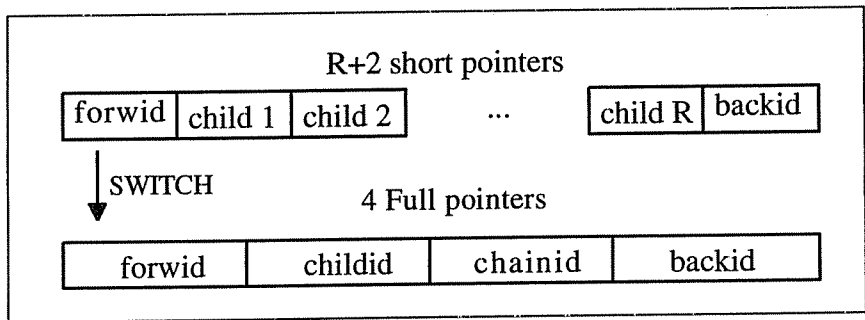 R+2 short pointers
forwid child 1 child 2 ... child R backid
SWITCH
4 Full pointers
forwid childid chainid backid